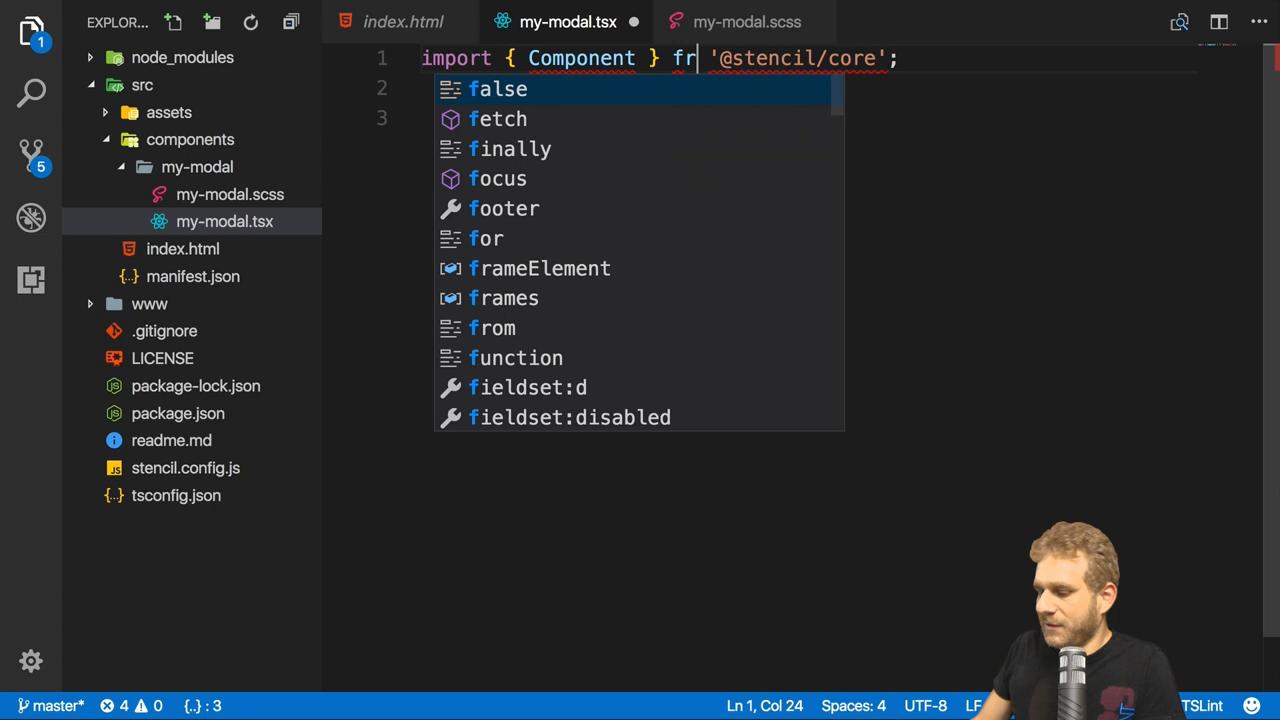 EXPLOR...
index.html
my-modal.tsx
my-modal.scss
1
node_modules
src
assets
components
my-modal
my-modal.scss
my-modal.tsx
index.html
manifest.json
www
.gitignore
LICENSE
package-lock.json
package.json
readme.md
JS stencil.config.js
{..} tsconfig.json
5
1 import { Component } fr '@stencil/core';
2
3
false
fetch
finally
focus
footer
for
frameElement
frames
from
function
fieldset:d
fieldset:disabled
master* 4 0 {..} : 3
Ln 1, Col 24 Spaces: 4 UTF-8 LF TSLint